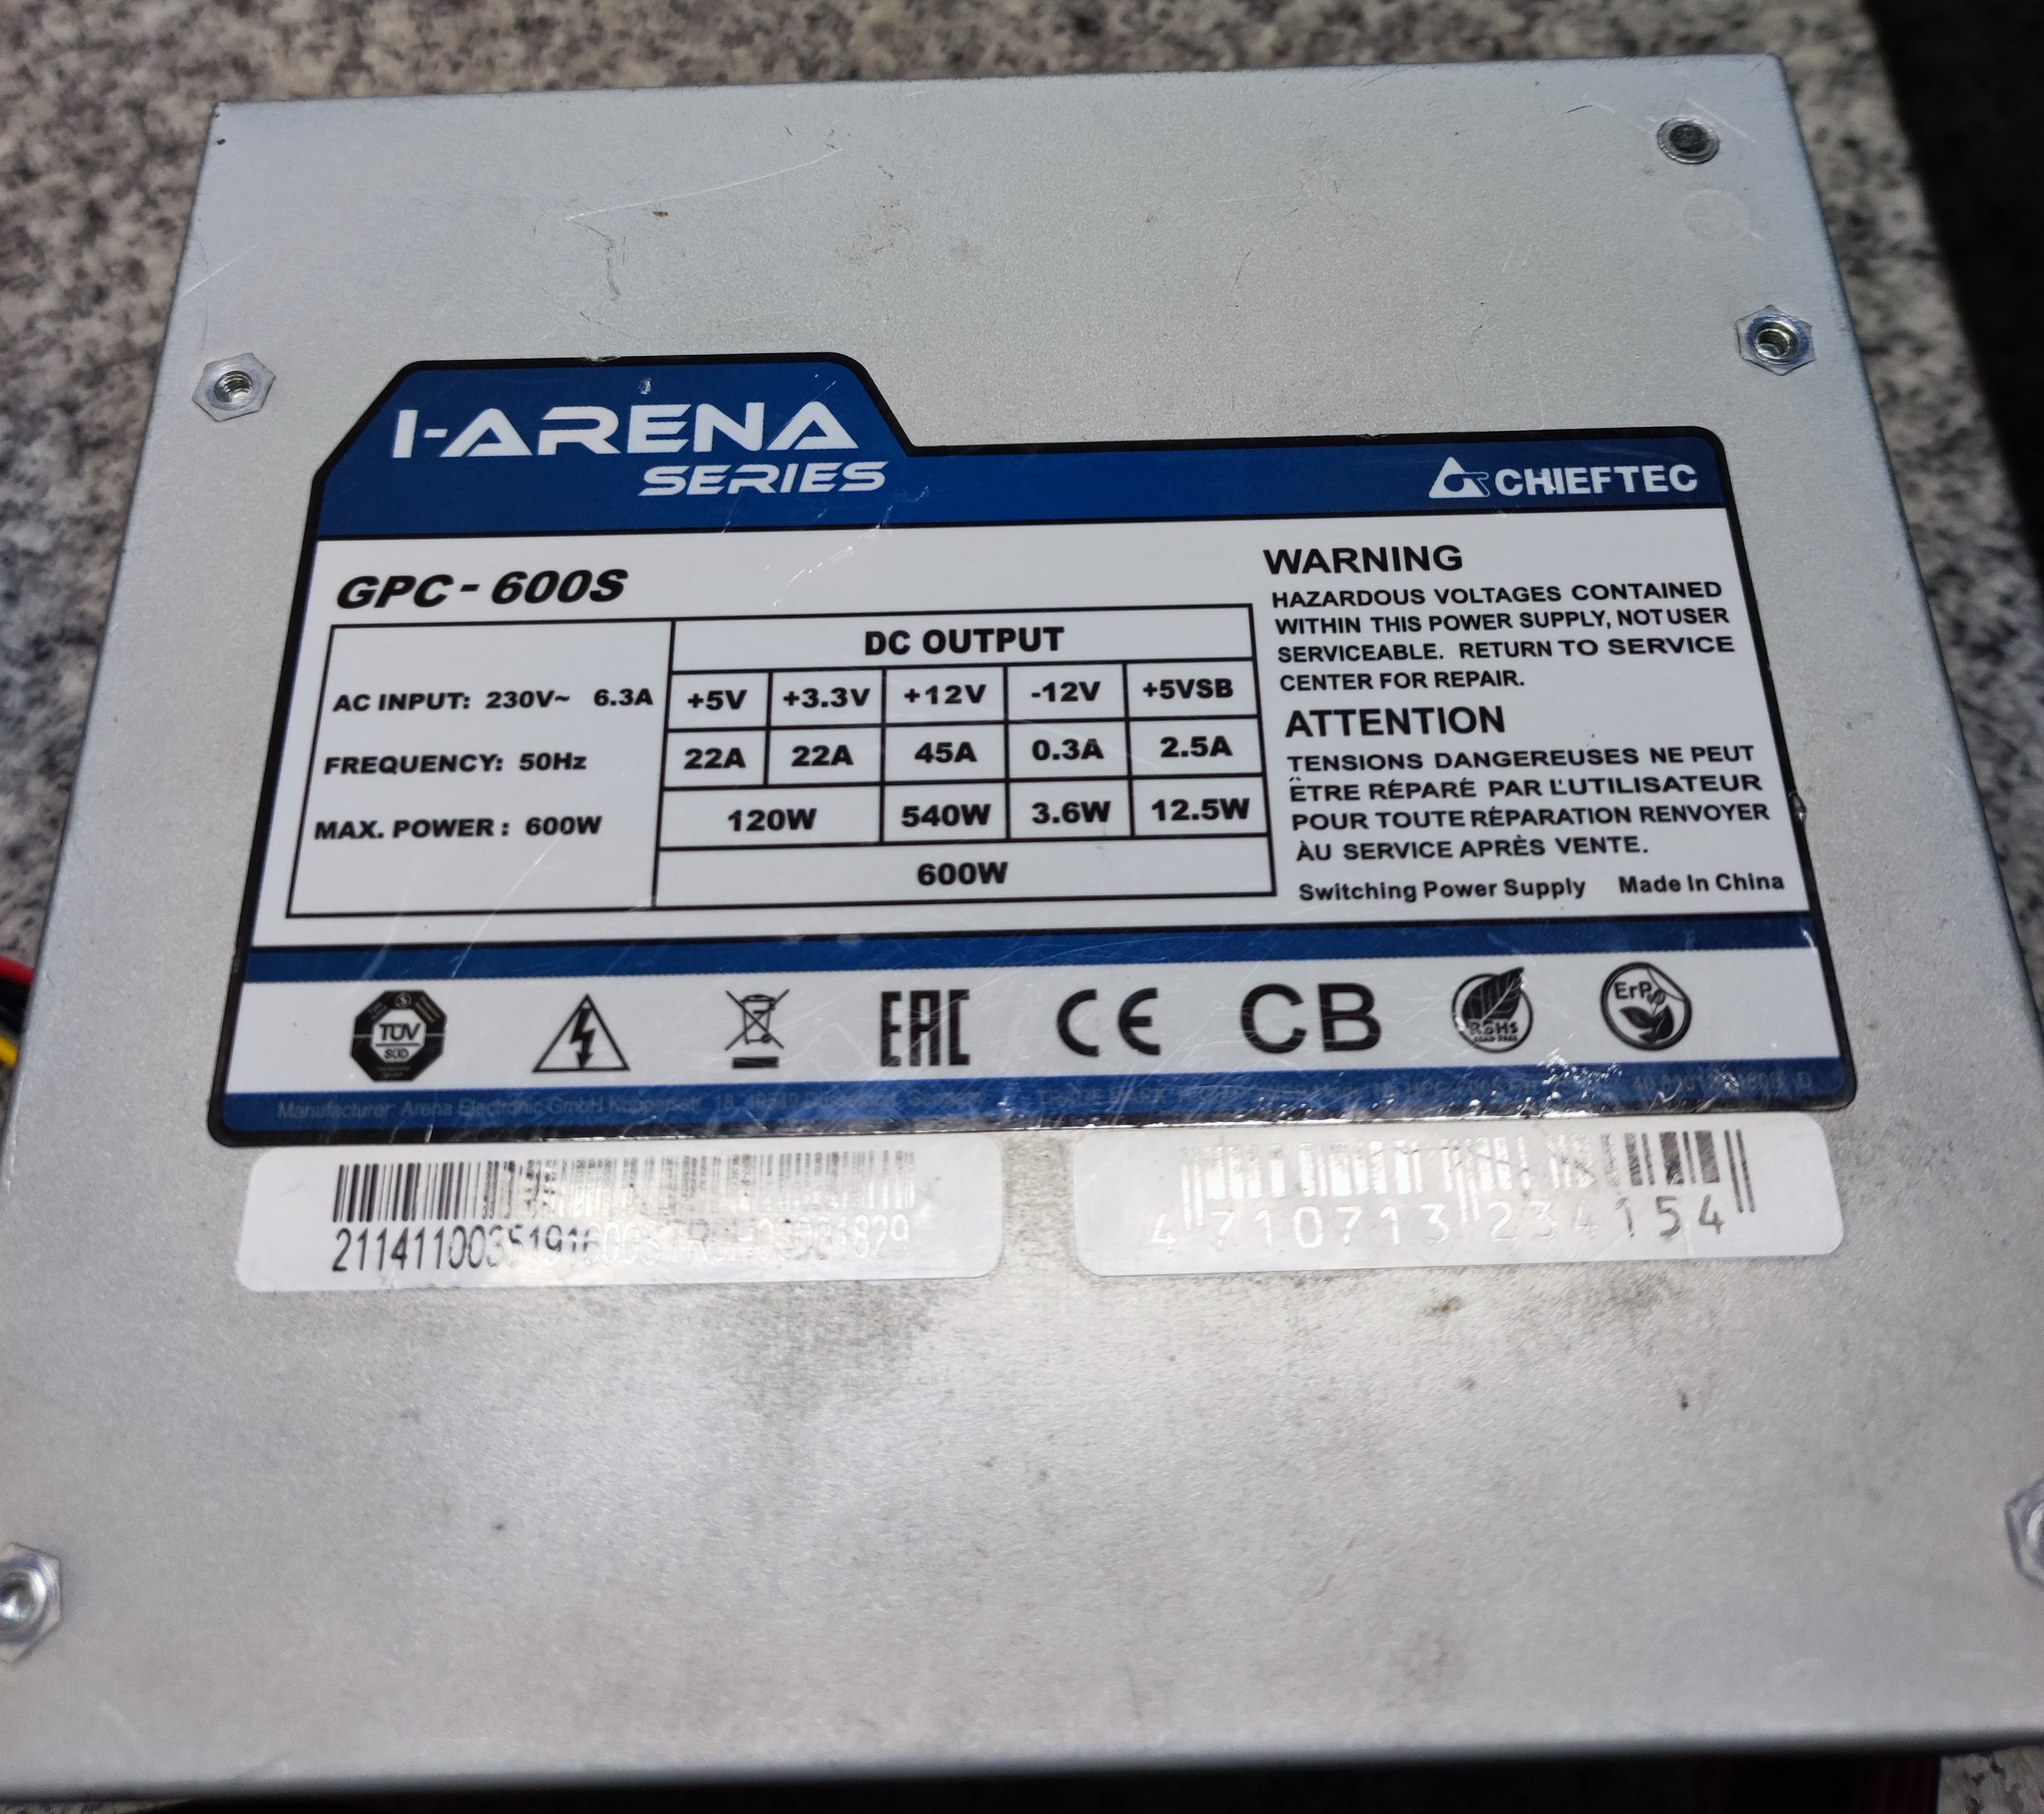 I-ARENA
SERIES
CHIEFTEC
GPC - 600S
AC INPUT: 230V~ 6.3A
FREQUENCY: 50Hz
MAX. POWER : 600W
DC OUTPUT
+5V +3.3V +12V -12V +5VSB
22A 22A 45A 0.3A 2.5A
120W 540W 3.6W 12.5W
600W
WARNING
HAZARDOUS VOLTAGES CONTAINED
WITHIN THIS POWER SUPPLY, NOT USER
SERVICEABLE. RETURN TO SERVICE
CENTER FOR REPAIR.
ATTENTION
TENSIONS DANGEREUSES NE PEUT
ÊTRE RÉPARÉ PAR L'UTILISATEUR
POUR TOUTE RÉPARATION RENVOYER
ÀU SERVICE APRÈS VENTE.
Switching Power Supply Made In China
TÜV
SÜD
EAC
CE
CB
RoHS
LEAD FREE
ErP
Manufacturer: Arena Electronic GmbH
4 710713 234154